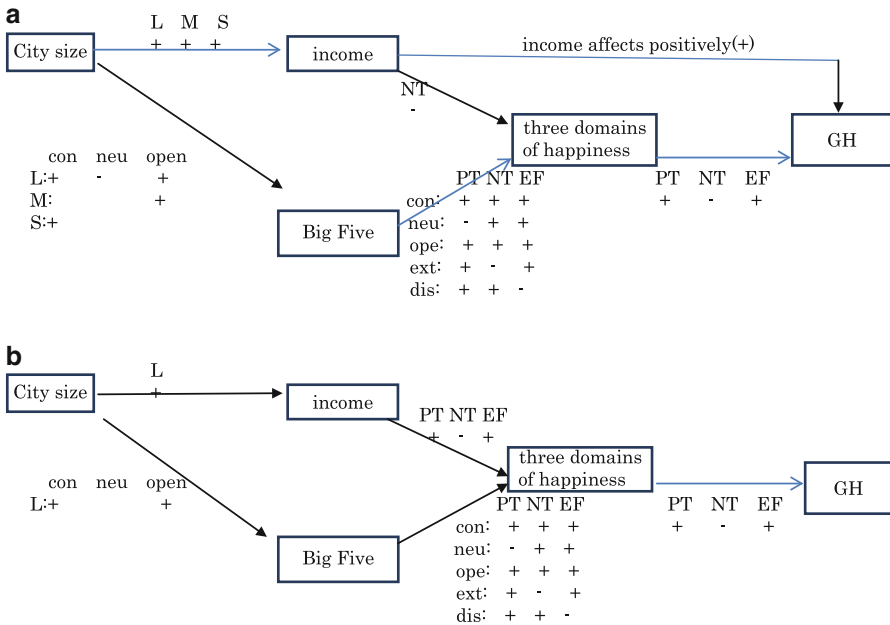 a
L M S
+ + +
City size
income
income affects positively(+)
NT
-
three domains
of happiness
GH
con neu open
L:+ - +
M: +
S:+
Big Five
PT NT EF
con: + + +
neu: - + +
ope: + + +
ext: + - +
dis: + + -
PT NT EF
+ - +
b
L
+
City size
income
PT NT EF
+ - +
three domains
of happiness
GH
con neu open
L:+ +
Big Five
PT NT EF
con: + + +
neu: - + +
ope: + + +
ext: + - +
dis: + + -
PT NT EF
+ - +